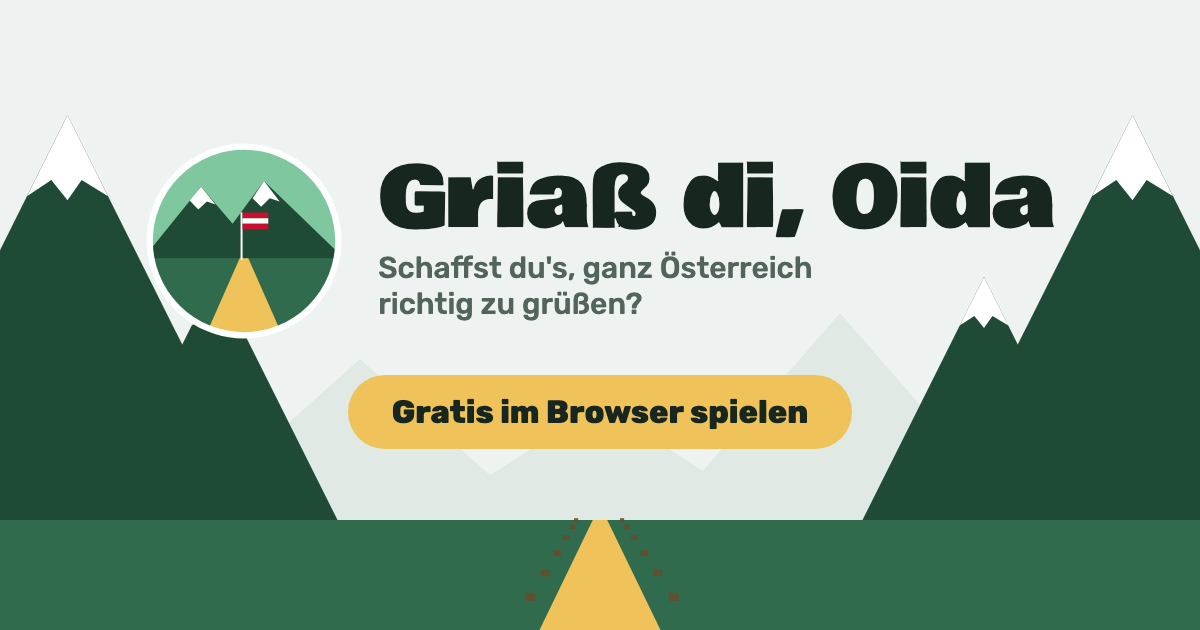 Griaß di, Oida
Schaffst du's, ganz Österreich
richtig zu grüßen?
Gratis im Browser spielen